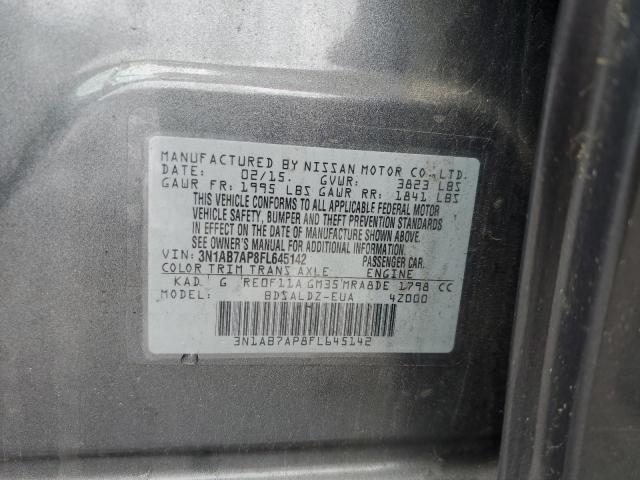 MANUFACTURED BY NISSAN MOTOR CO., LTD.
DATE: 02/15. GVWR: 3823 LBS
GAWR FR: 1995 LBS GAWR RR: 1841 LBS
THIS VEHICLE CONFORMS TO ALL APPLICABLE FEDERAL MOTOR
VEHICLE SAFETY, BUMPER AND THEFT PREVENTION STANDARDS
IN EFFECT ON THE DATE OF MANUFACTURE SHOWN ABOVE.
SEE OWNER'S MANUAL FOR ADDITIONAL INFORMATION.
VIN: 3N1AB7AP8FL645142 PASSENGER CAR.
COLOR TRIM TRANS AXLE ENGINE
KAD G RE0F11A GM35 MRA8DE 1798 CC
MODEL: BDSALDZ-EUA 42000
3N1AB7AP8FL645142